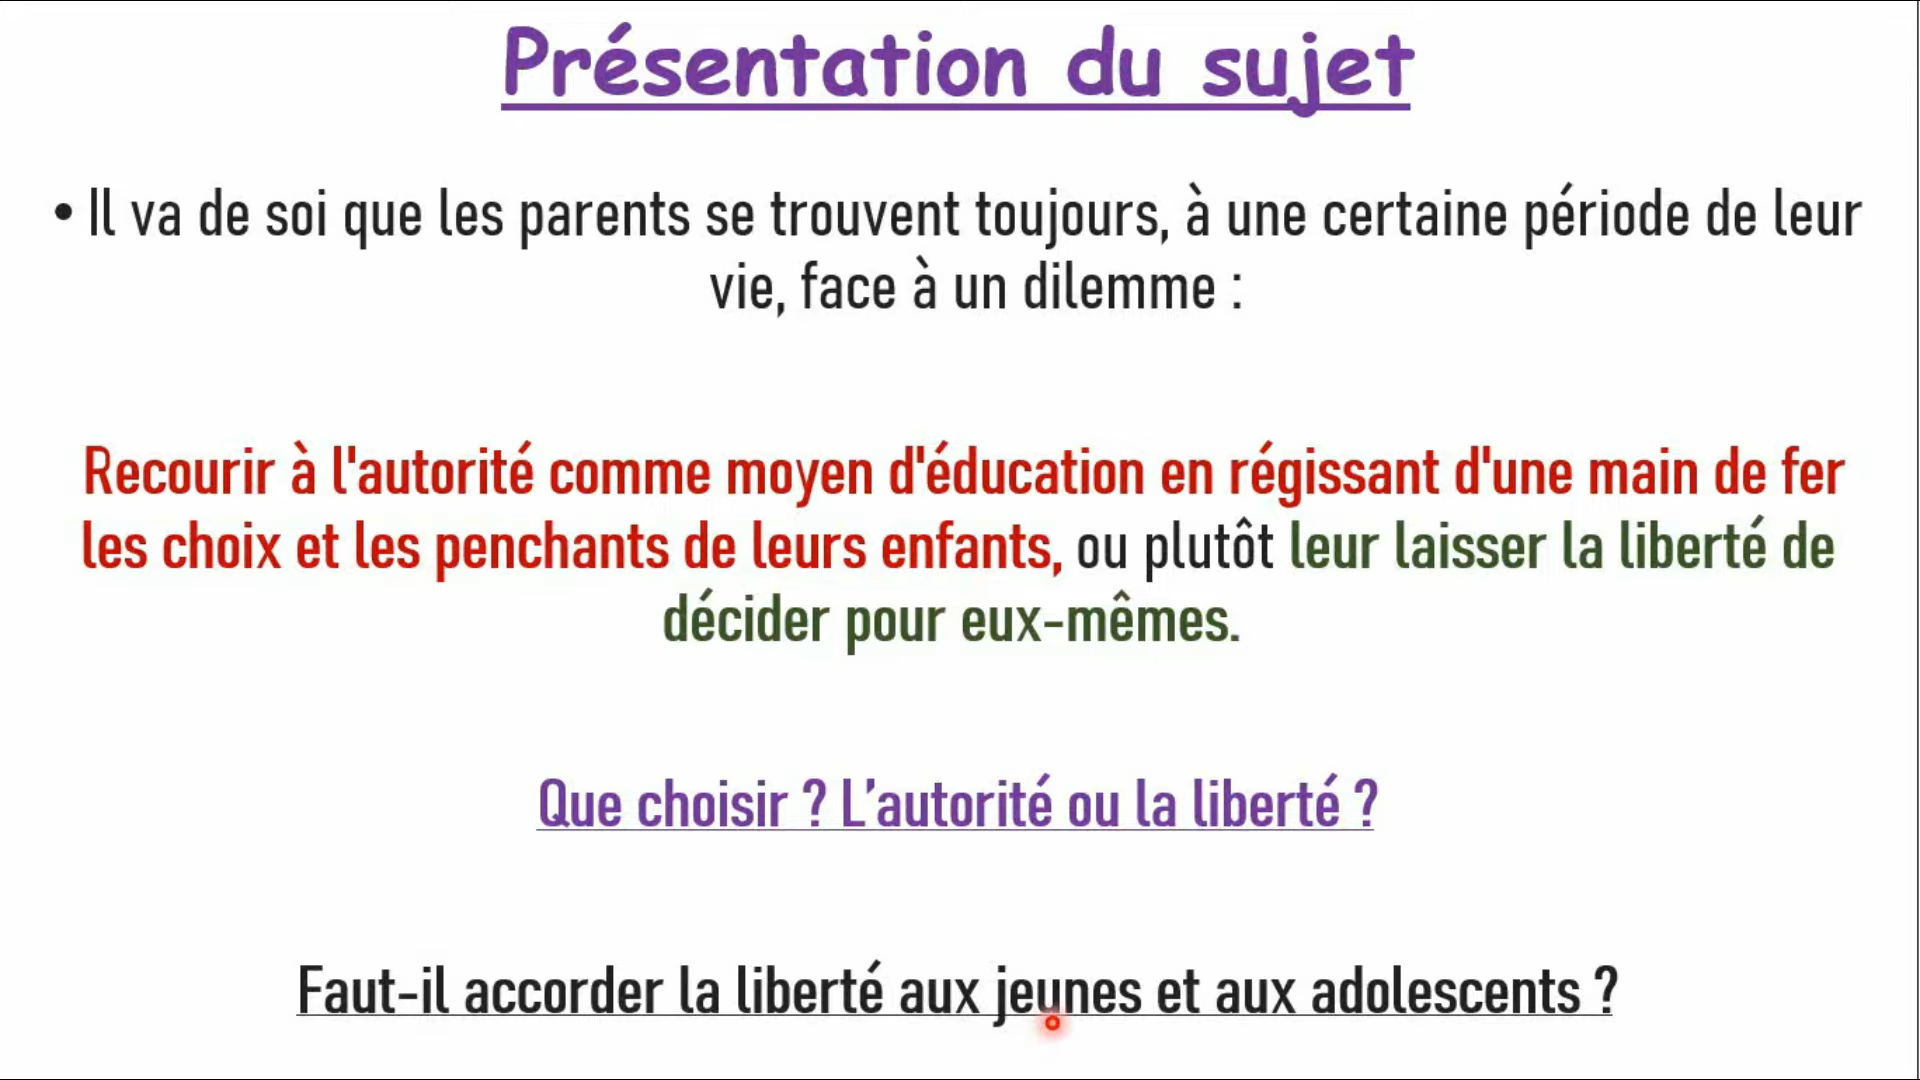 Présentation du sujet
• Il va de soi que les parents se trouvent toujours, à une certaine période de leur
vie, face à un dilemme :
Recourir à l'autorité comme moyen d'éducation en régissant d'une main de fer
les choix et les penchants de leurs enfants, ou plutôt leur laisser la liberté de
décider pour eux-mêmes.
Que choisir ? L’autorité ou la liberté ?
Faut-il accorder la liberté aux jeunes et aux adolescents ?